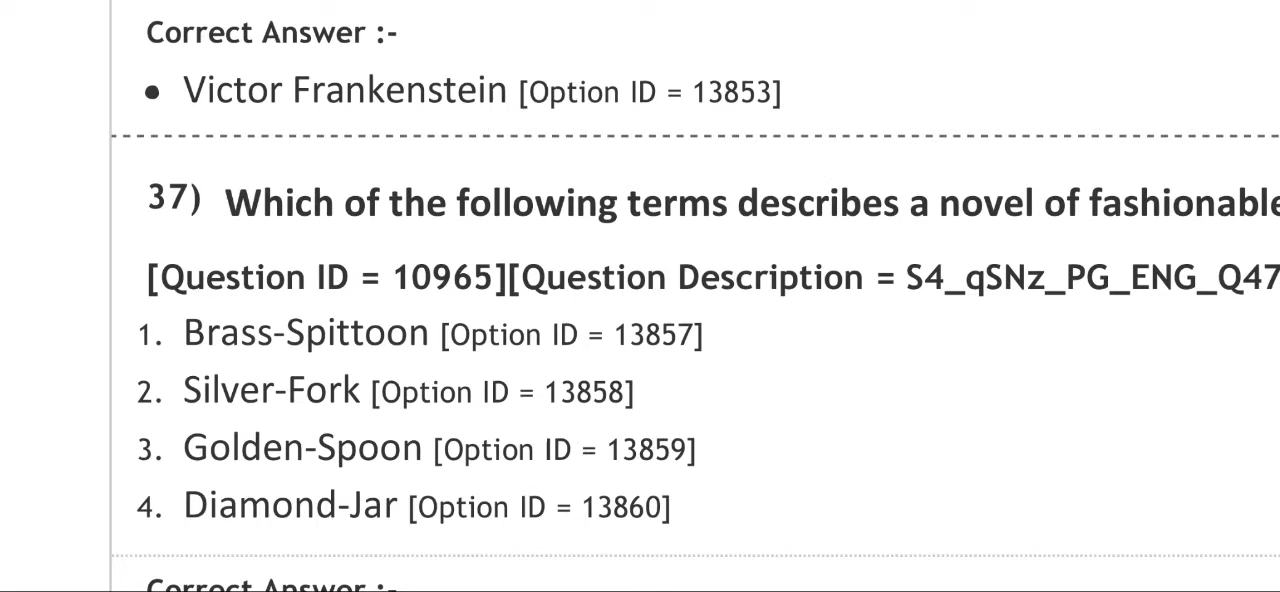 Correct Answer :-
• Victor Frankenstein [Option ID = 13853]
37) Which of the following terms describes a novel of fashionable
[Question ID = 10965][Question Description = S4_qSNz_PG_ENG_Q47
1. Brass-Spittoon [Option ID = 13857]
2. Silver-Fork [Option ID = 13858]
3. Golden-Spoon [Option ID = 13859]
4. Diamond-Jar [Option ID = 13860]
Correct Answer :-